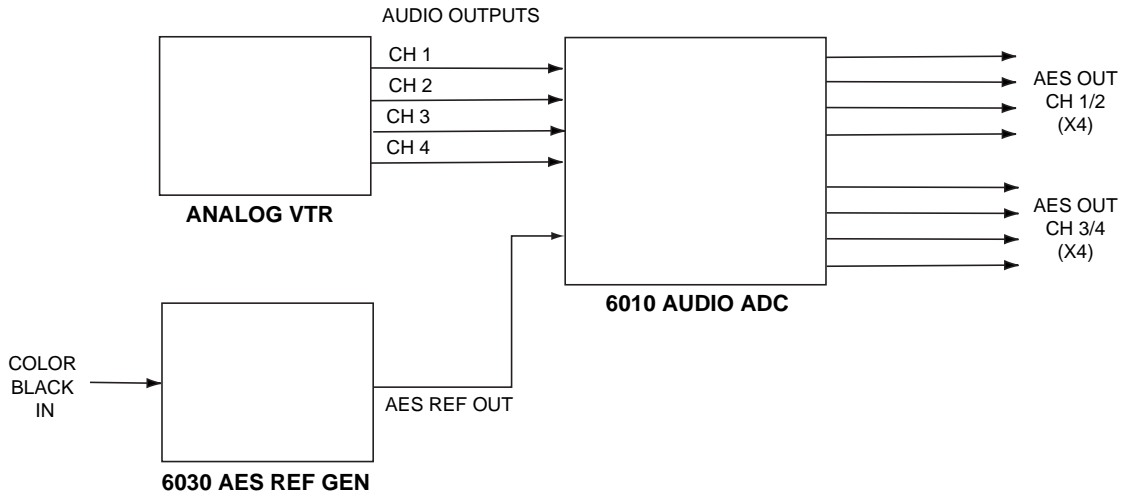 AUDIO OUTPUTS
CH 1
CH 2
CH 3
CH 4
ANALOG VTR
AES OUT
CH 1/2
(X4)
AES OUT
CH 3/4
(X4)
6010 AUDIO ADC
COLOR
BLACK
IN
AES REF OUT
6030 AES REF GEN